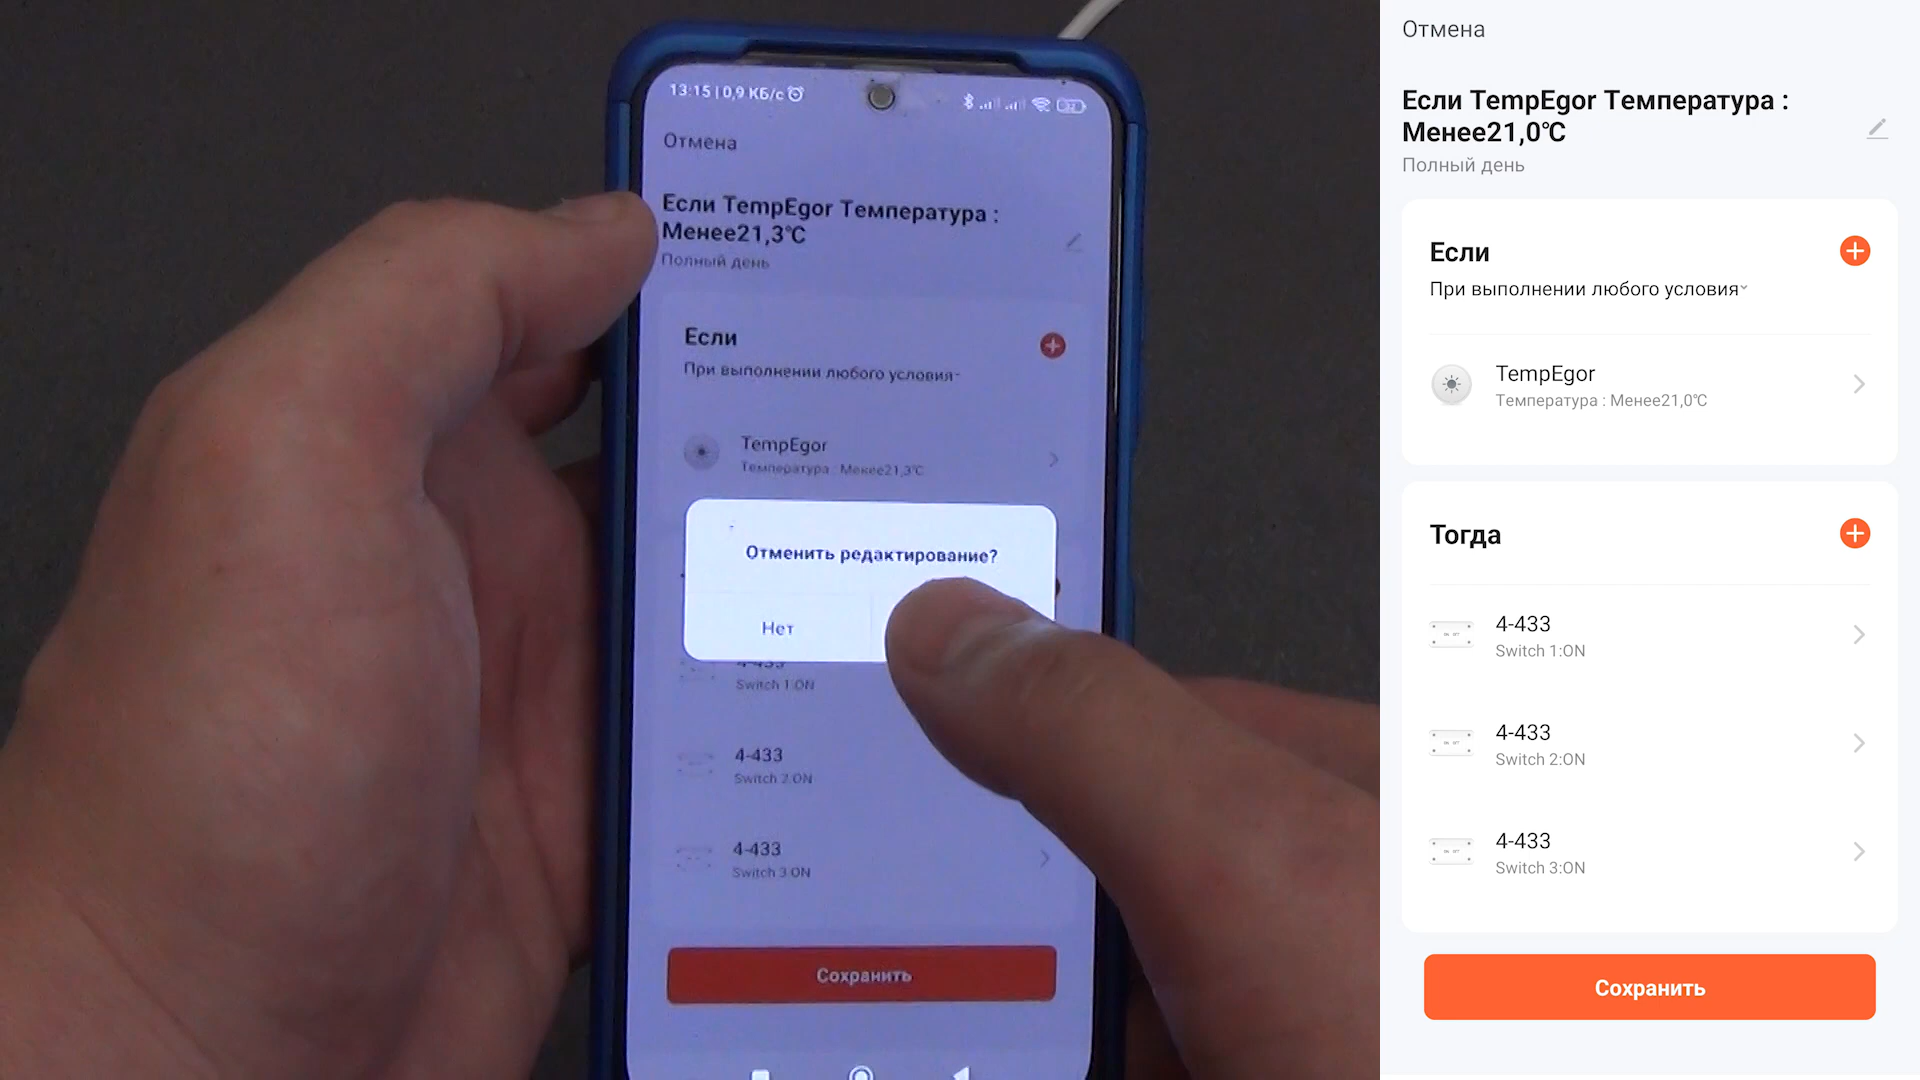 13:15 | 0,9 КБ/с
32
Отмена
Если TempEgor Температура :
Менее21,3℃
Полный день
Если
При выполнении любого условия
TempEgor
Температура : Менее21,3℃
Отменить редактирование?
Нет
4-433
Switch 1:ON
4-433
Switch 2:ON
4-433
Switch 3:ON
Сохранить
Отмена
Если TempEgor Температура :
Менее21,0℃
Полный день
Если
При выполнении любого условия
TempEgor
Температура : Менее21,0℃
Тогда
4-433
Switch 1:ON
4-433
Switch 2:ON
4-433
Switch 3:ON
Сохранить